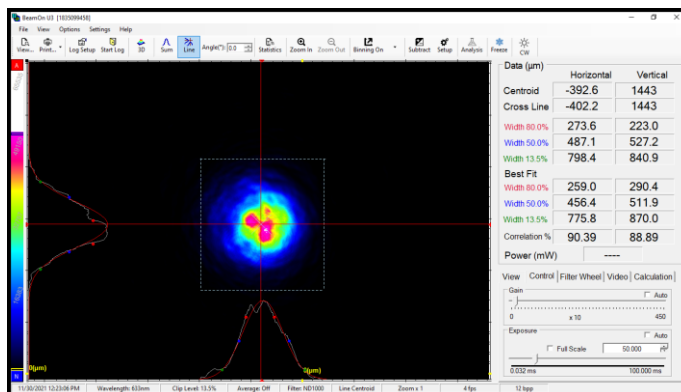 BeamOn U3 [1835099458]
File View Options Settings Help
View... Print... Log Setup Start Log 3D Sum Line Angle(°): 0.0 Statistics Zoom In Zoom Out Binning On Subtract Setup Analysis Freeze CW
A
N
0(µm)
Data (µm)
Horizontal Vertical
Centroid -392.6 1443
Cross Line -402.2 1443
Width 80.0% 273.6 223.0
Width 50.0% 487.1 527.2
Width 13.5% 798.4 840.9
Best Fit
Width 80.0% 259.0 290.4
Width 50.0% 456.4 511.9
Width 13.5% 775.8 870.0
Correlation % 90.39 88.89
Power (mW) ----
View Control Filter Wheel Video Calculation
Gain
Auto
0 x 10 450
Exposure
Auto
Full Scale 50.000
0.032 ms 100.000 ms
11/30/2021 12:23:06 PM Wavelength: 633nm Clip Level: 13.5% Average: Off Filter: ND1000 Line Centroid Zoom x 1 4 fps 12 bpp